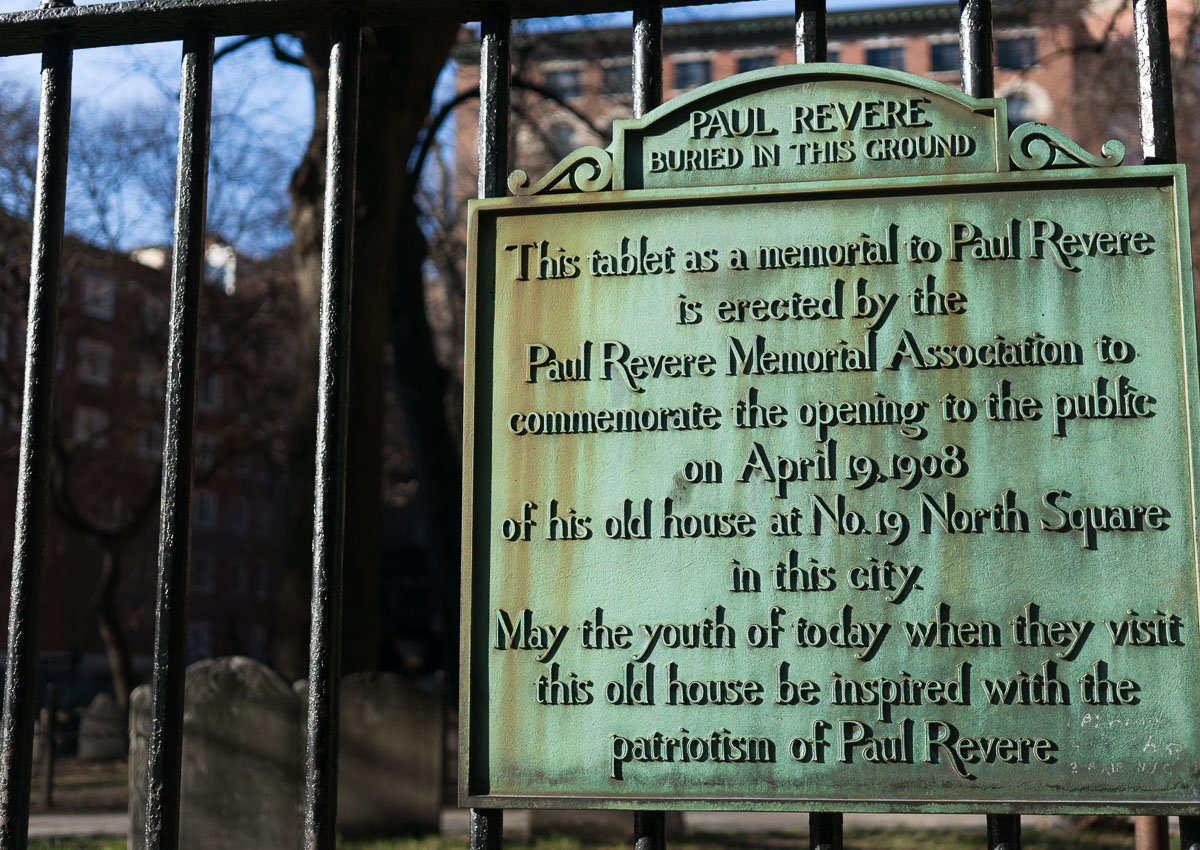 PAUL REVERE
BURIED IN THIS GROUND
This tablet as a memorial to Paul Revere
is erected by the
Paul Revere Memorial Association to
commemorate the opening to the public
on April 19, 1908
of his old house at No. 19 North Square
in this city.
May the youth of today when they visit
this old house be inspired with the
patriotism of Paul Revere